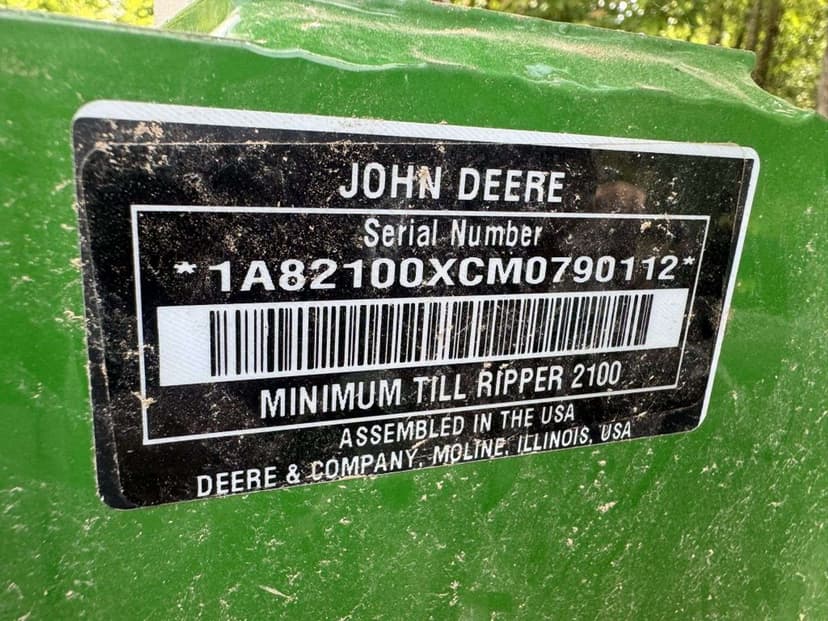 JOHN DEERE
Serial Number
*1A82100XCM0790112*
MINIMUM TILL RIPPER 2100
ASSEMBLED IN THE USA
DEERE & COMPANY, MOLINE, ILLINOIS, USA